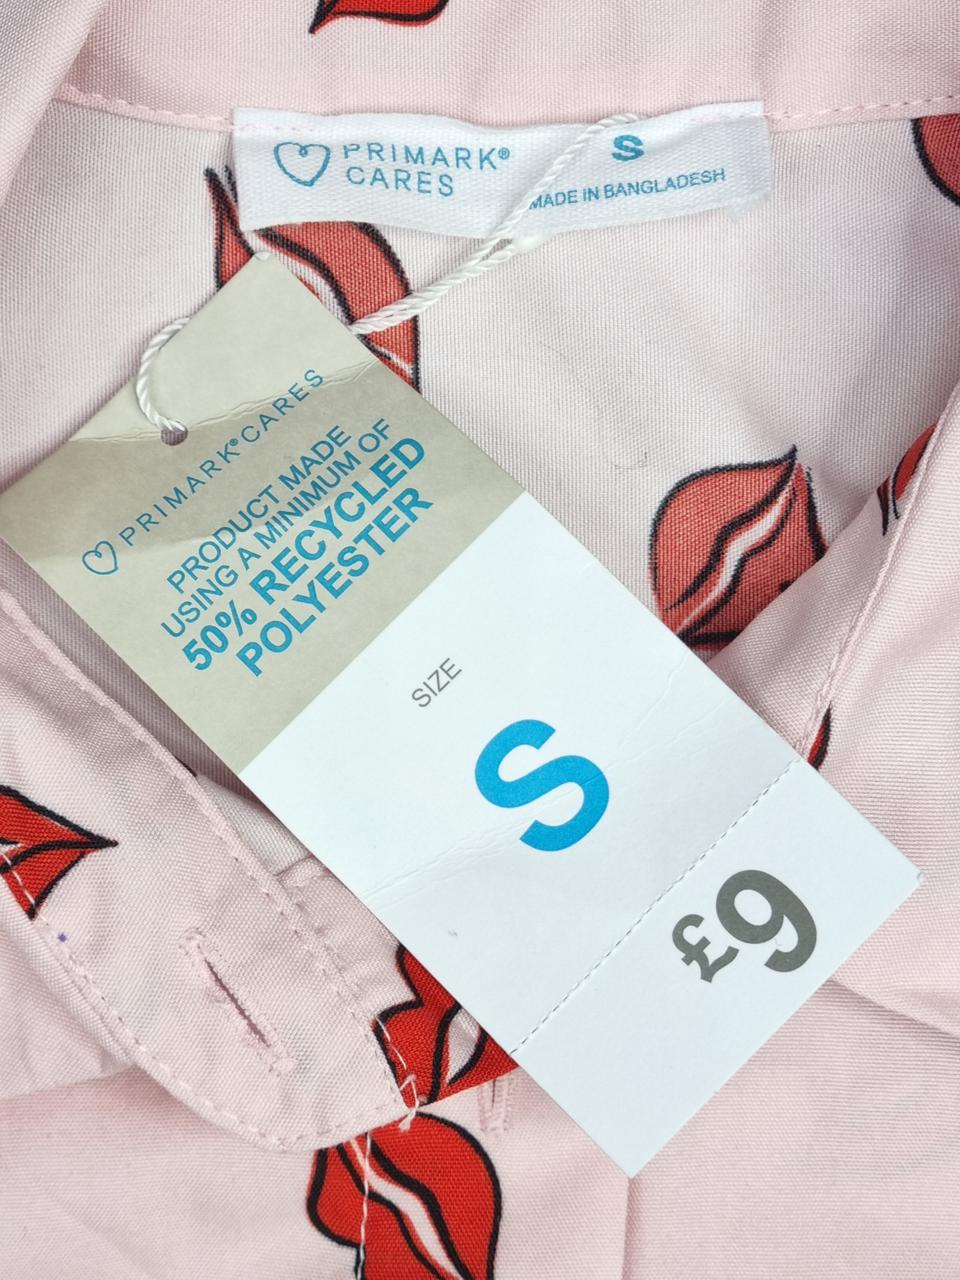 PRIMARK®
CARES
S
MADE IN BANGLADESH
PRIMARK®CARES
PRODUCT MADE
USING A MINIMUM OF
50% RECYCLED
POLYESTER
SIZE
S
£9